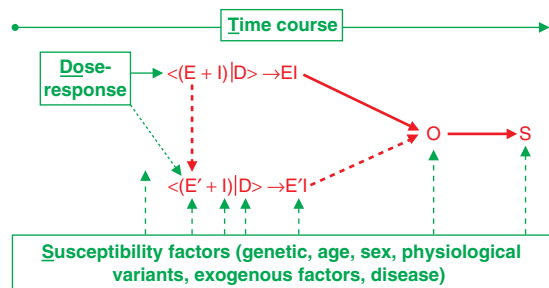 Time course
Dose-
response
<(E + I)|D> →EI
O
S
<(E′ + I)|D> →E′I
Susceptibility factors (genetic, age, sex, physiological
variants, exogenous factors, disease)